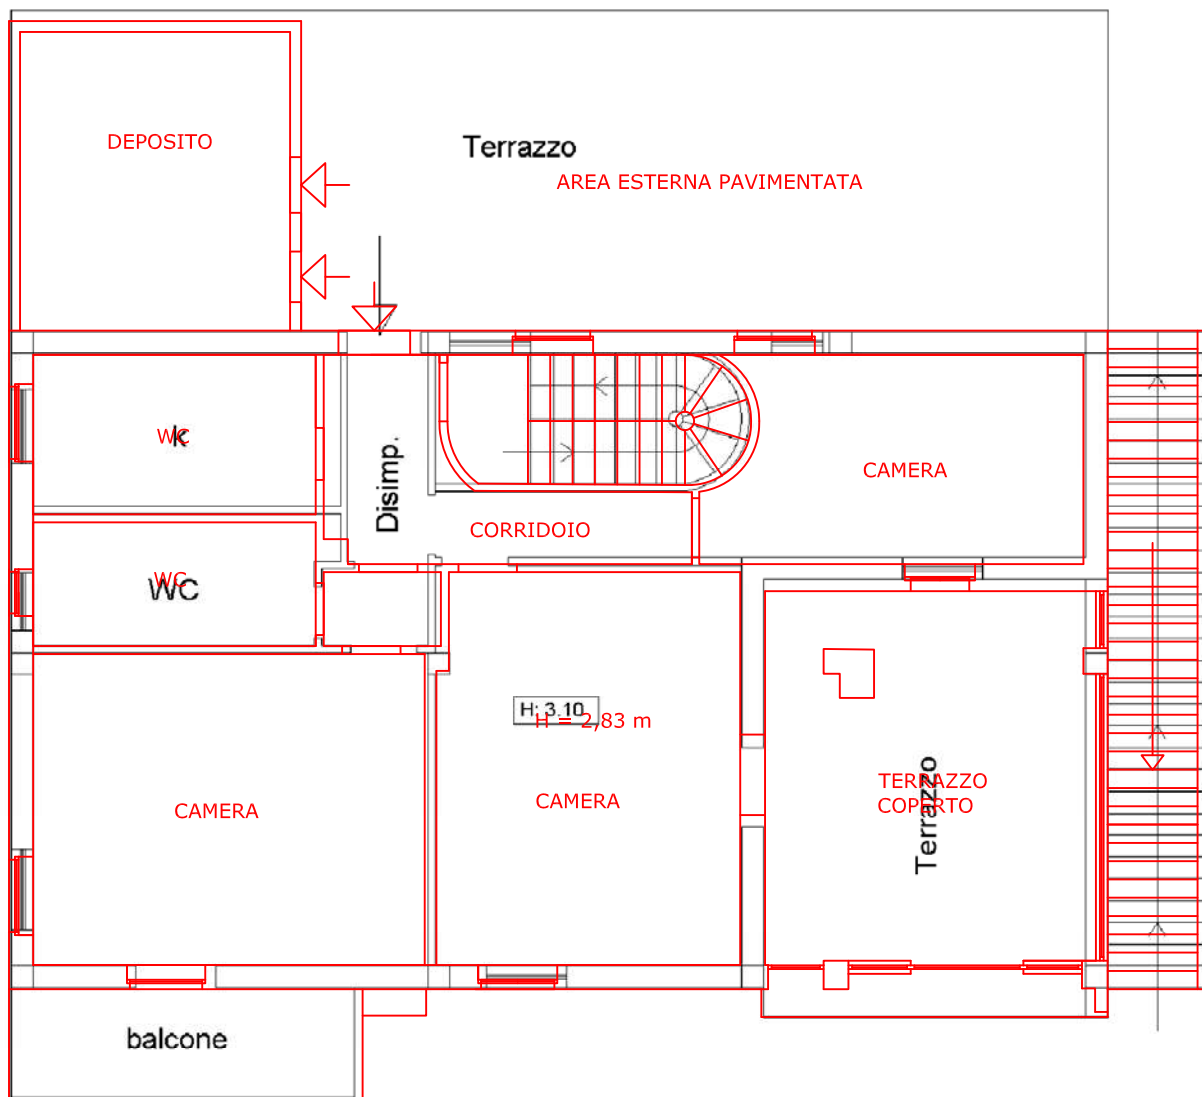 DEPOSITO
Terrazzo
AREA ESTERNA PAVIMENTATA
k
WC
Disimp.
CAMERA
CORRIDOIO
WC
WC
H: 3.10
H = 2,83 m
CAMERA
CAMERA
TERRAZZO
COPERTO
Terrazzo
balcone